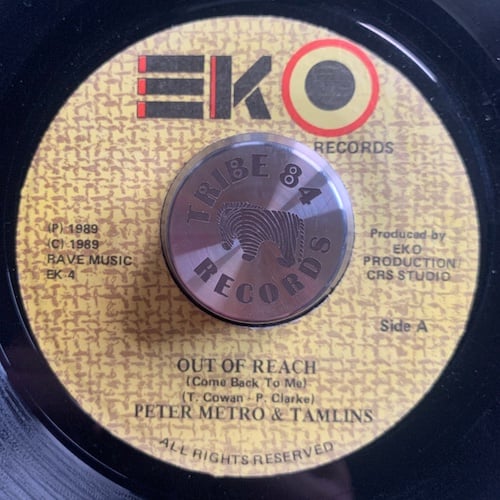 EKO
RECORDS
TRIBE 84
RECORDS
(P) 1989
(C) 1989
RAVE MUSIC
EK 4
Produced by
EKO
PRODUCTION/
CRS STUDIO
Side A
OUT OF REACH
(Come Back To Me)
(T. Cowan - P. Clarke)
PETER METRO & TAMLINS
ALL RIGHTS RESERVED